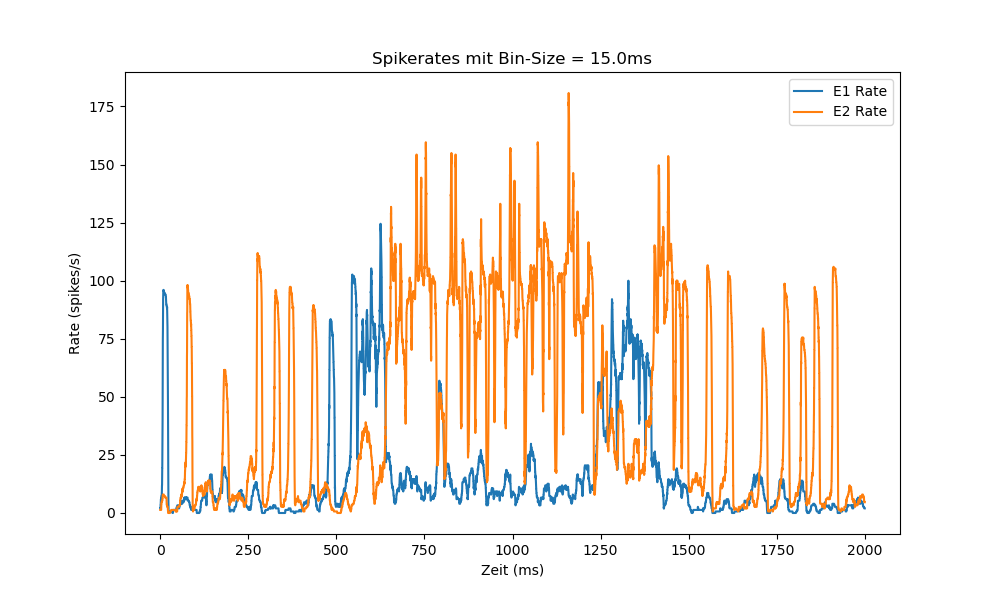 Spikerates mit Bin-Size = 15.0ms
E1 Rate
E2 Rate
175
150
125
100
75
50
25
0
Rate (spikes/s)
0 250 500 750 1000 1250 1500 1750 2000
Zeit (ms)